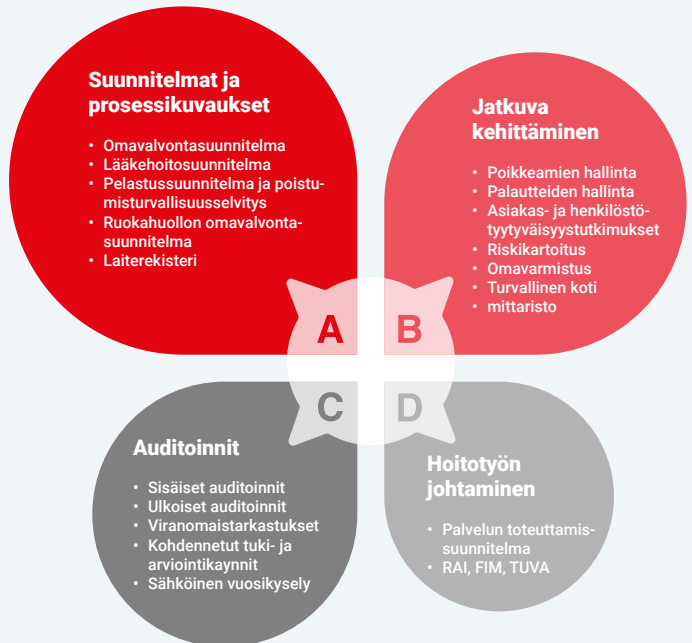 Suunnitelmat ja
prosessikuvaukset
• Omavalvontasuunnitelma
• Lääkehoitosuunnitelma
• Pelastussuunnitelma ja poistu-
misturvallisuusselvitys
• Ruokahuollon omavalvonta-
suunnitelma
• Laiterekisteri
A
Jatkuva
kehittäminen
• Poikkeamien hallinta
• Palautteiden hallinta
• Asiakas- ja henkilöstö-
tyytyväisyystutkimukset
• Riskikartoitus
• Omavarmistus
• Turvallinen koti
• mittaristo
B
C
Auditoinnit
• Sisäiset auditoinnit
• Ulkoiset auditoinnit
• Viranomaistarkastukset
• Kohdennetut tuki- ja
arviointikaynnit
• Sähköinen vuosikysely
D
Hoitotyön
johtaminen
• Palvelun toteuttamis-
suunnitelma
• RAI, FIM, TUVA